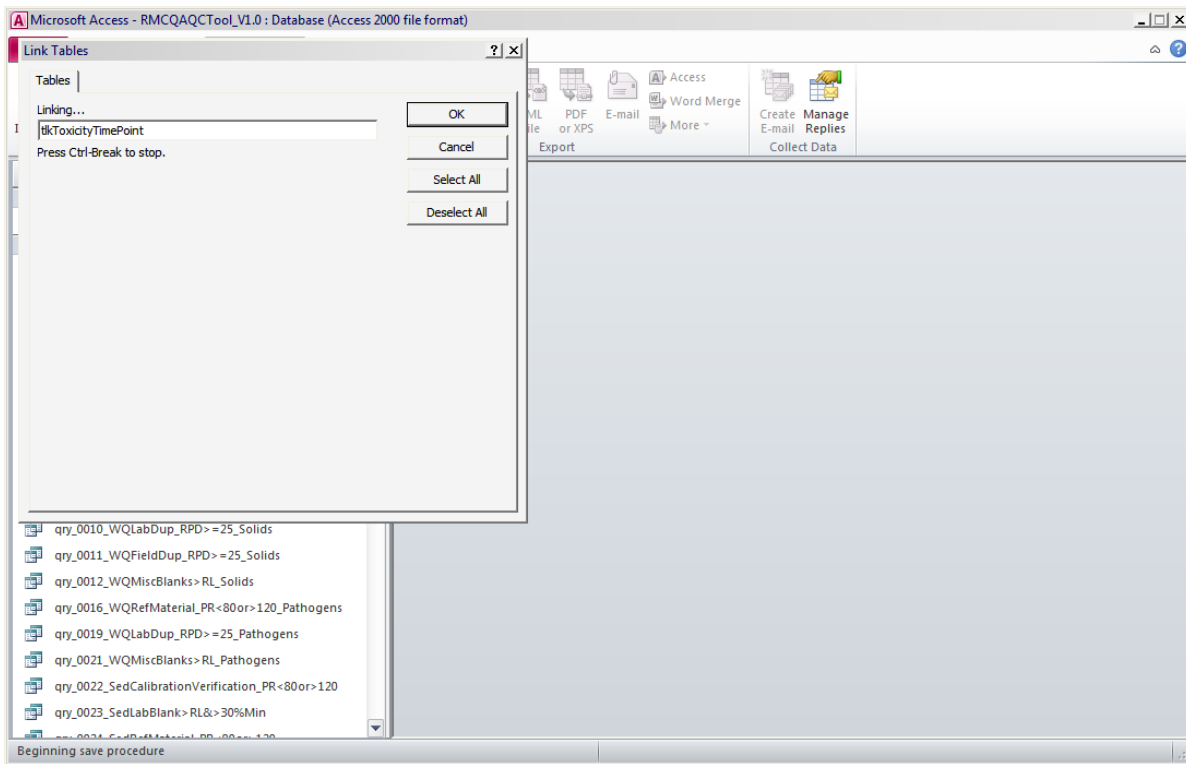 Microsoft Access - RMCQAQCTool_V1.0 : Database (Access 2000 file format)
Link Tables
Tables
Linking...
tlkToxicityTimePoint
Press Ctrl-Break to stop.
OK
Cancel
Select All
Deselect All
PDF
or XPS
E-mail
Access
Word Merge
More
Export
Create
E-mail
Manage
Replies
Collect Data
qry_0010_WQLabDup_RPD>=25_Solids
qry_0011_WQFieldDup_RPD>=25_Solids
qry_0012_WQMiscBlanks>RL_Solids
qry_0016_WQRefMaterial_PR<80or>120_Pathogens
qry_0019_WQLabDup_RPD>=25_Pathogens
qry_0021_WQMiscBlanks>RL_Pathogens
qry_0022_SedCalibrationVerification_PR<80or>120
qry_0023_SedLabBlank>RL&>30%Min
Beginning save procedure